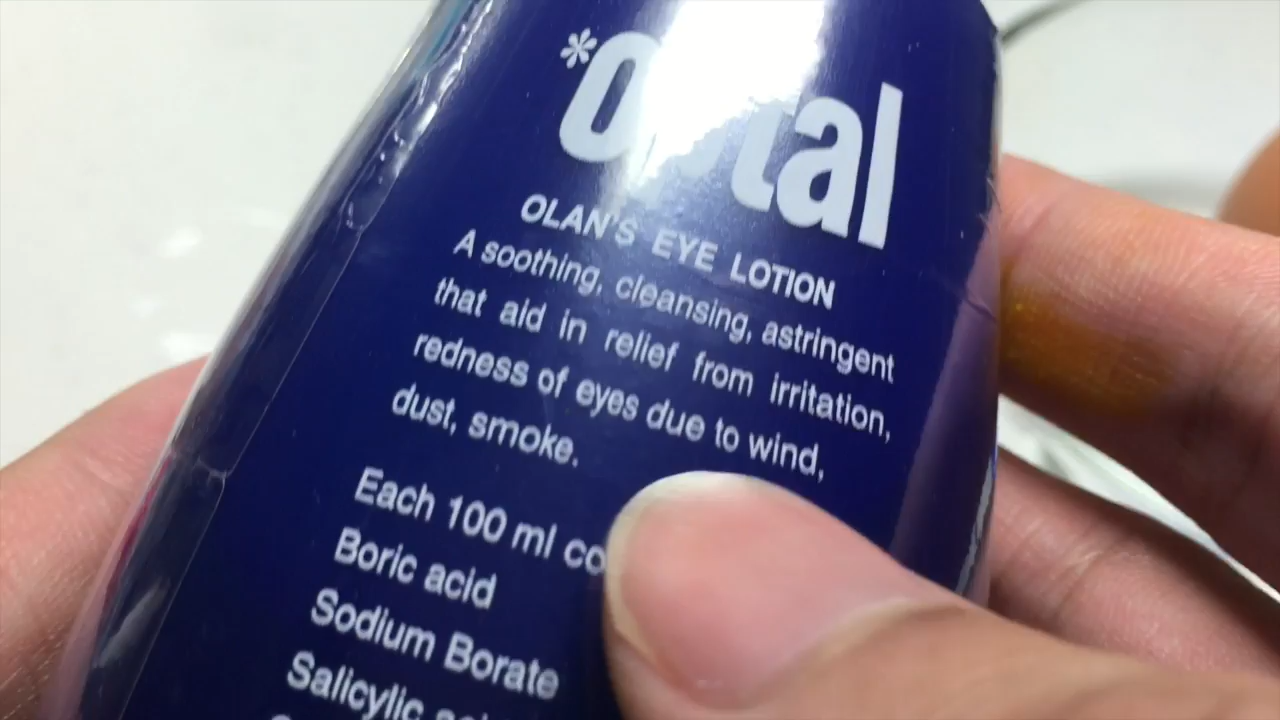 OLAN'S EYE LOTION
A soothing, cleansing, astringent
that aid in relief from irritation,
redness of eyes due to wind,
dust, smoke.
Each 100 ml
Boric acid
Sodium Borate
Salicylic